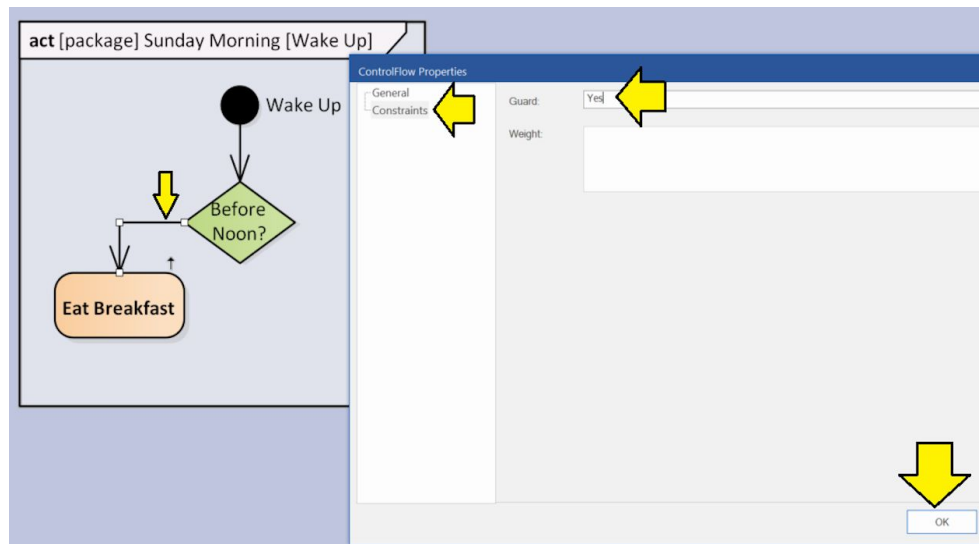 act [package] Sunday Morning [Wake Up]
Wake Up
Before
Noon?
Eat Breakfast
ControlFlow Properties
General
Constraints
Guard:
Yes
Weight:
OK